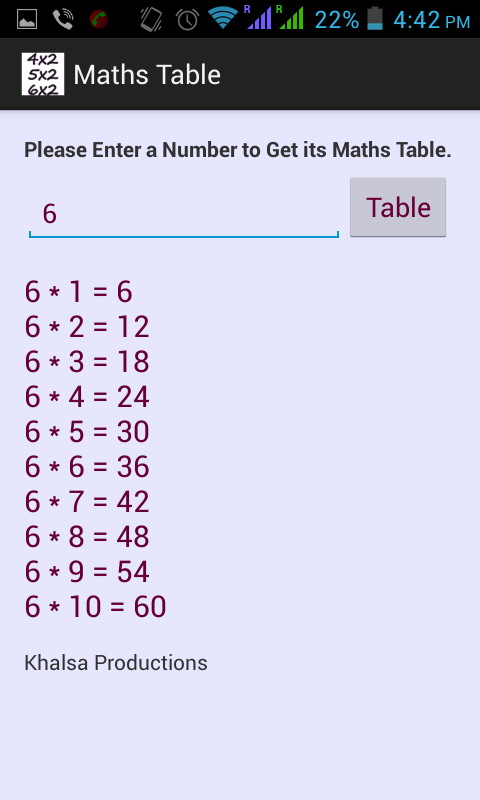 R R 22% 4:42 PM
4x2
5x2
6x2
Maths Table
Please Enter a Number to Get its Maths Table.
6
Table
6 * 1 = 6
6 * 2 = 12
6 * 3 = 18
6 * 4 = 24
6 * 5 = 30
6 * 6 = 36
6 * 7 = 42
6 * 8 = 48
6 * 9 = 54
6 * 10 = 60
Khalsa Productions